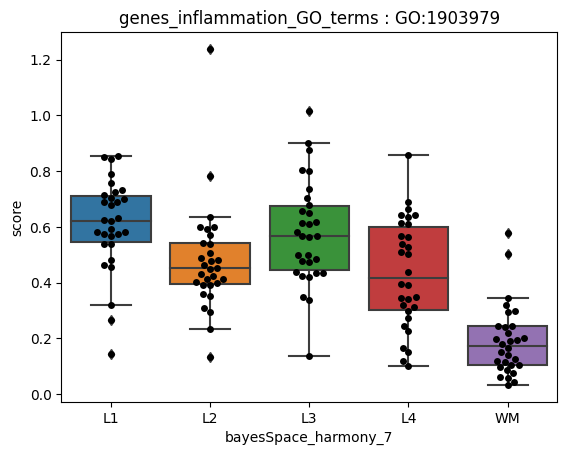 genes_inflammation_GO_terms : GO:1903979
score
1.2
1.0
0.8
0.6
0.4
0.2
0.0
L1 L2 L3 L4 WM
bayesSpace_harmony_7